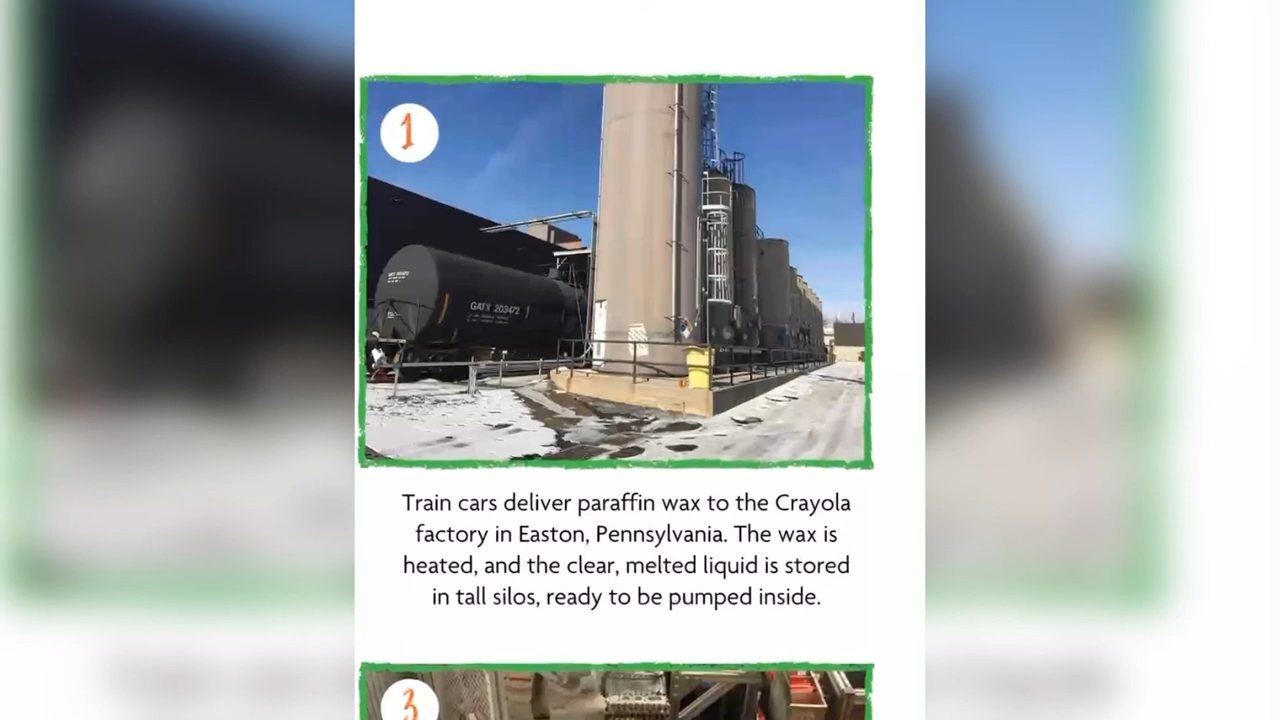 1
GATX 203472
Train cars deliver paraffin wax to the Crayola
factory in Easton, Pennsylvania. The wax is
heated, and the clear, melted liquid is stored
in tall silos, ready to be pumped inside.
3